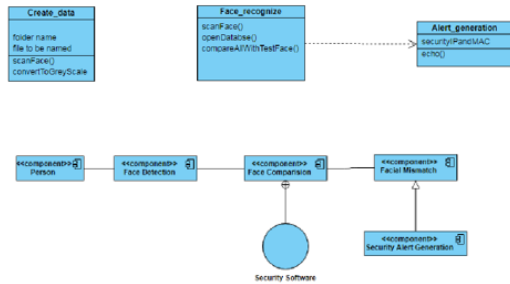 Create_data
folder name
file to be named
scanFace()
convertToGreyScale
Face_recognize
scanFace()
openDatabse()
compareAllWithTestFace()
Alert_generation
securityIPandMAC
echo()
<<component>>
Person
<<component>>
Face Detection
<<component>>
Face Comparision
<<component>>
Facial Mismatch
<<component>>
Security Alert Generation
Security Software